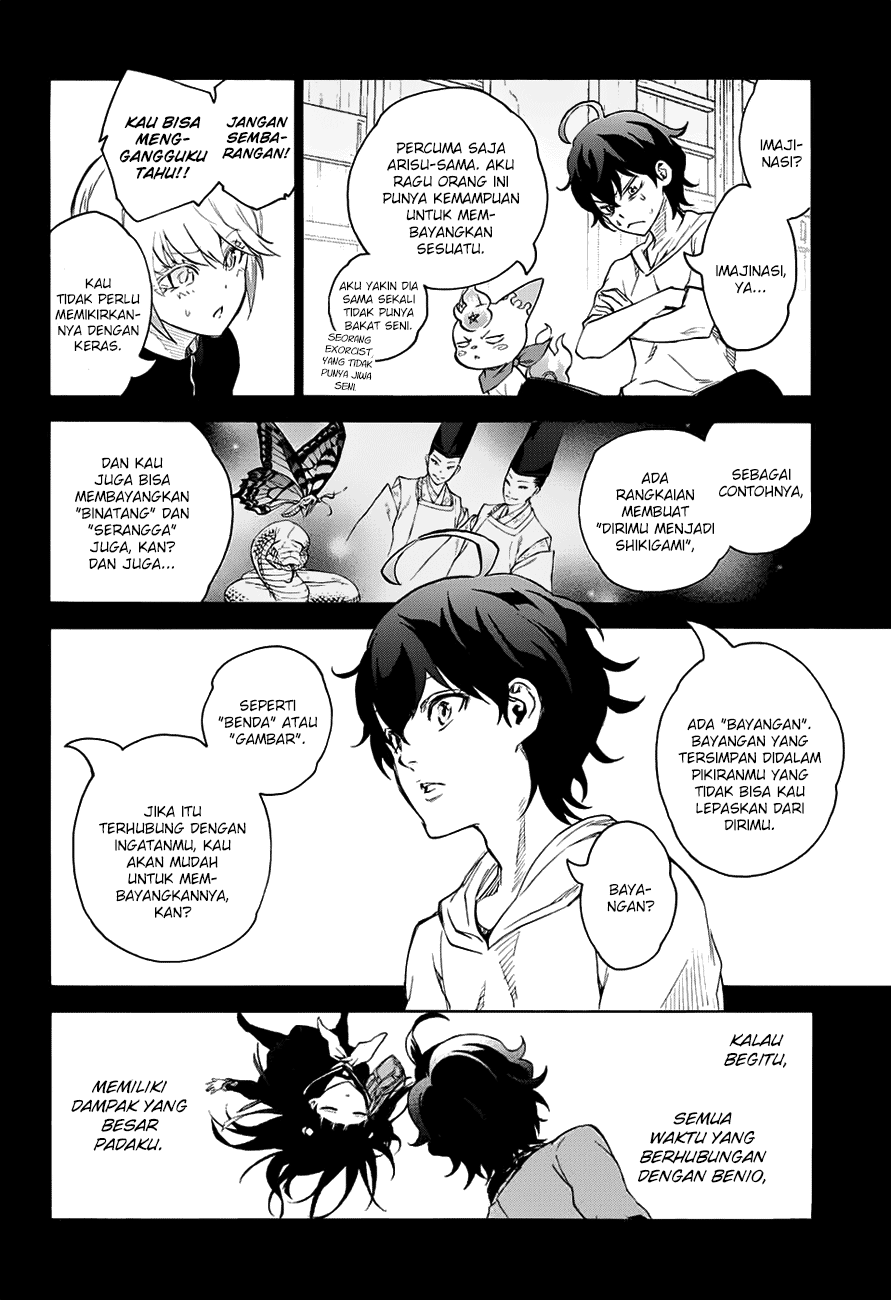 IMAJI-
NASI?
IMAJINASI,
YA...
PERCUMA SAJA
ARISU-SAMA. AKU
RAGU ORANG INI
PUNYA KEMAMPUAN
UNTUK MEM-
BAYANGKAN
SESUATU.
AKU YAKIN DIA
SAMA SEKALI
TIDAK PUNYA
BAKAT SENI.
SEORANG
EXORCIST,
YANG TIDAK
PUNYA JIWA
SENI.
JANGAN
SEMBA-
RANGAN!
KAU BISA
MENG-
GANGGUKU
TAHU!!
KAU
TIDAK PERLU
MEMIKIRKAN-
NYA DENGAN
KERAS.
SEBAGAI
CONTOHNYA,
ADA
RANGKAIAN
MEMBUAT
"DIRIMU MENJADI
SHIKIGAMI",
DAN KAU
JUGA BISA
MEMBAYANGKAN
"BINATANG" DAN
"SERANGGA"
JUGA, KAN?
DAN JUGA...
ADA "BAYANGAN".
BAYANGAN YANG
TERSIMPAN DIDALAM
PIKIRANMU YANG
TIDAK BISA KAU
LEPASKAN DARI
DIRIMU.
BAYA-
NGAN?
SEPERTI
"BENDA" ATAU
"GAMBAR".
JIKA ITU
TERHUBUNG DENGAN
INGATANMU, KAU
AKAN MUDAH
UNTUK MEM-
BAYANGKANNYA,
KAN?
KALAU
BEGITU,
SEMUA
WAKTU YANG
BERHUBUNGAN
DENGAN BENIO,
MEMILIKI
DAMPAK YANG
BESAR
PADAKU.